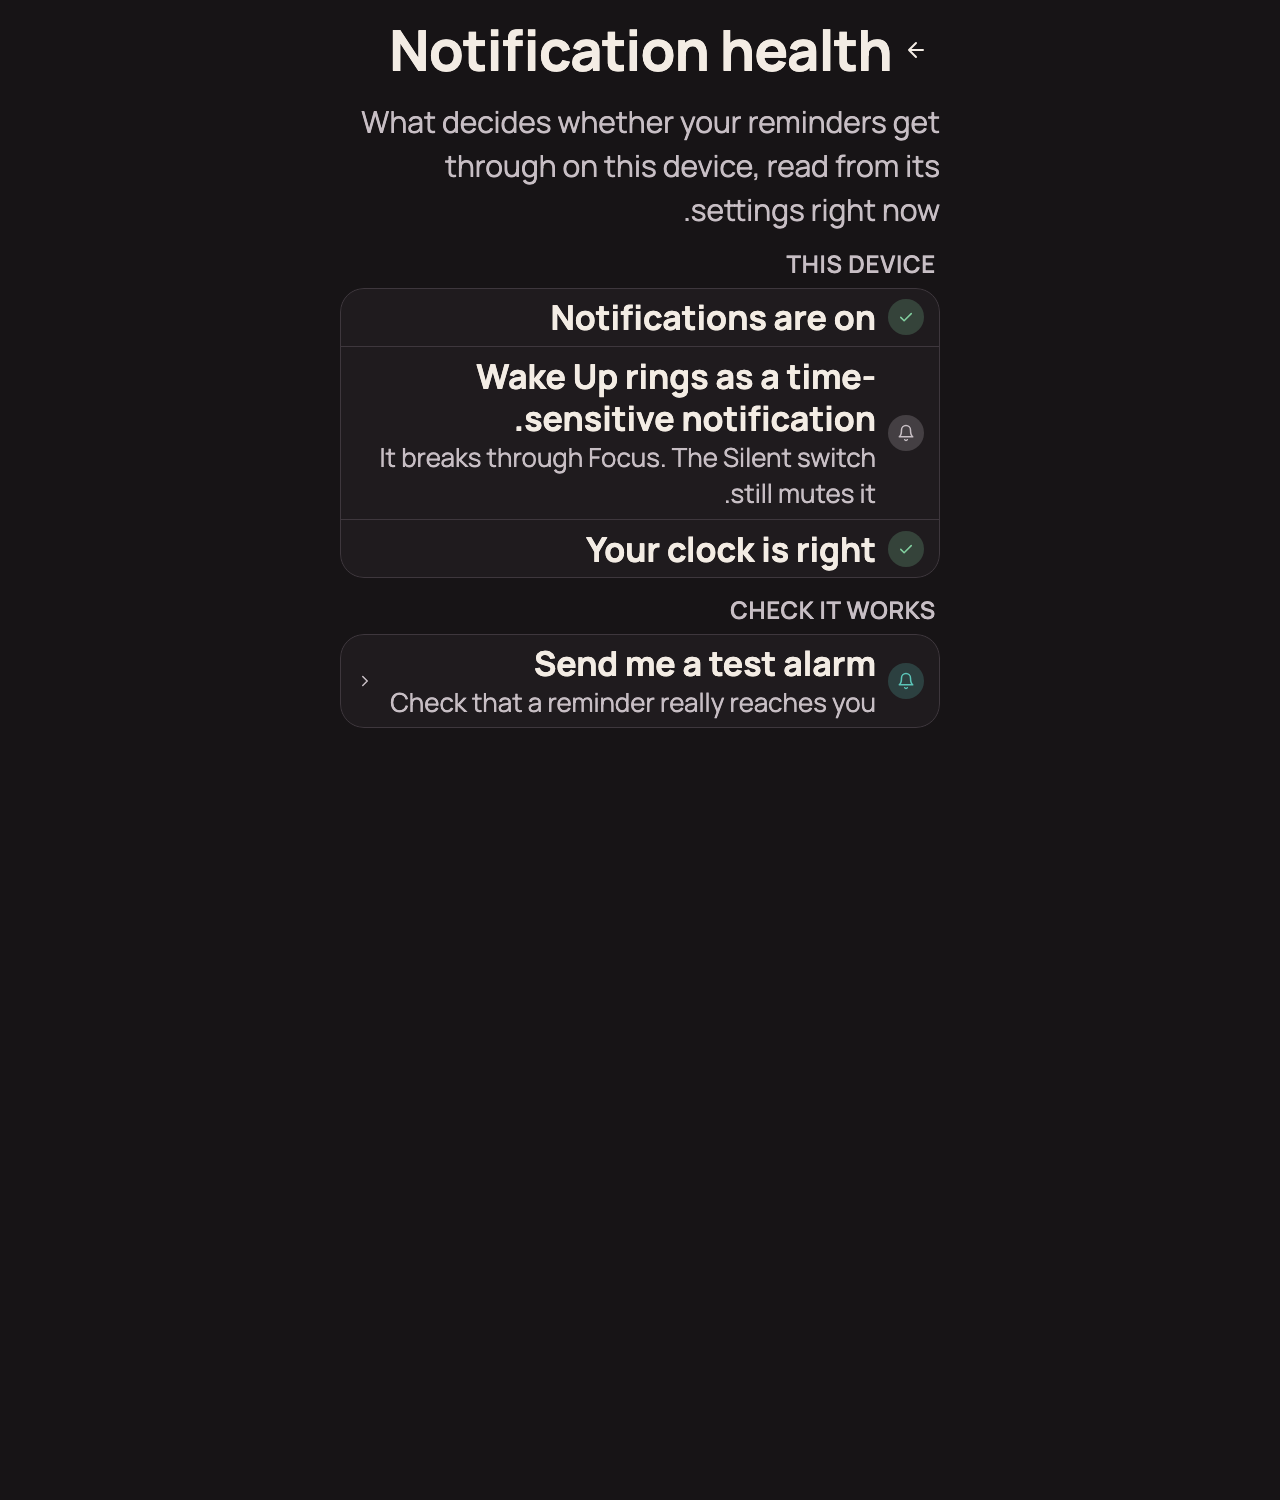 Notification health
What decides whether your reminders get
through on this device, read from its
.settings right now
THIS DEVICE
Notifications are on
Wake Up rings as a time-
.sensitive notification
It breaks through Focus. The Silent switch
.still mutes it
Your clock is right
CHECK IT WORKS
Send me a test alarm
Check that a reminder really reaches you